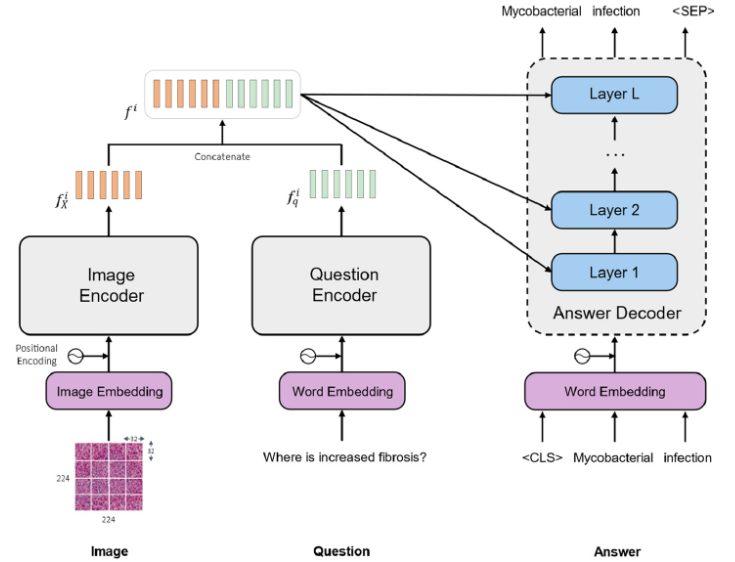 Mycobacterial infection <SEP>
Layer L
f^i
...
Concatenate
f_X^i
f_q^i
Layer 2
Layer 1
Image
Encoder
Question
Encoder
Answer Decoder
Positional
Encoding
Image Embedding
Word Embedding
Word Embedding
32
32
224
224
Where is increased fibrosis?
<CLS> Mycobacterial infection
Image
Question
Answer